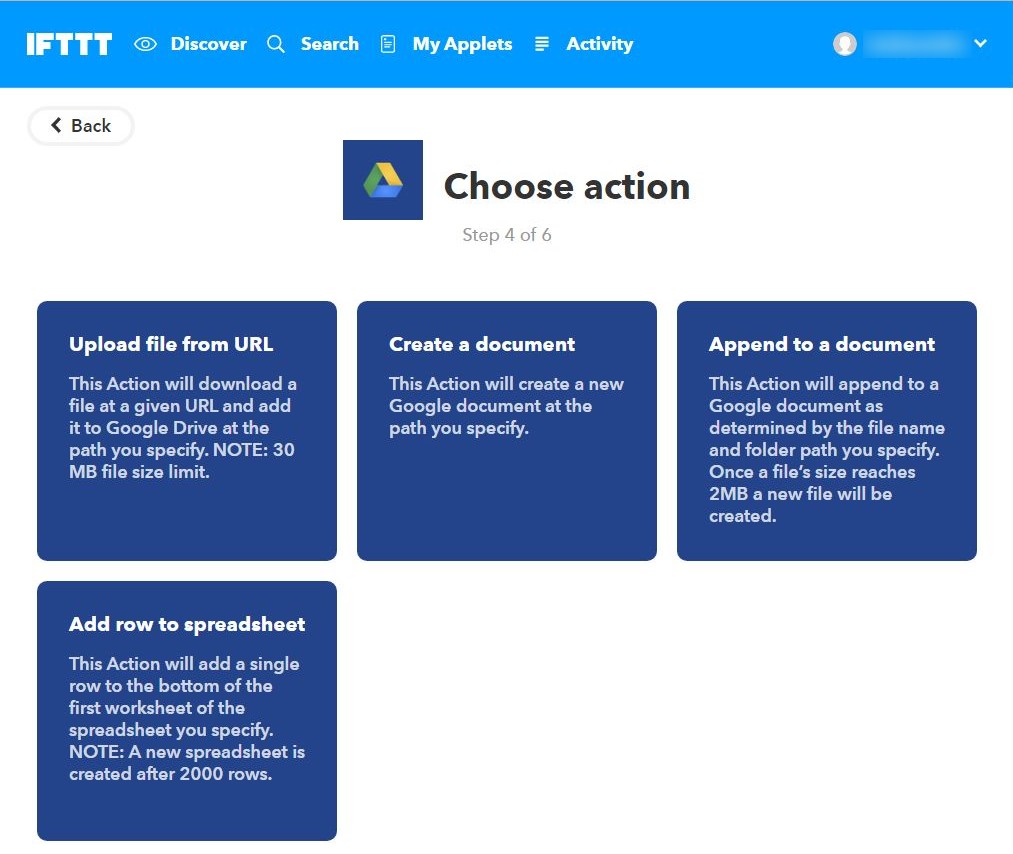 IFTTT Discover Search My Applets Activity
Back
Choose action
Step 4 of 6
Upload file from URL
This Action will download a
file at a given URL and add
it to Google Drive at the
path you specify. NOTE: 30
MB file size limit.
Create a document
This Action will create a new
Google document at the
path you specify.
Append to a document
This Action will append to a
Google document as
determined by the file name
and folder path you specify.
Once a file’s size reaches
2MB a new file will be
created.
Add row to spreadsheet
This Action will add a single
row to the bottom of the
first worksheet of the
spreadsheet you specify.
NOTE: A new spreadsheet is
created after 2000 rows.